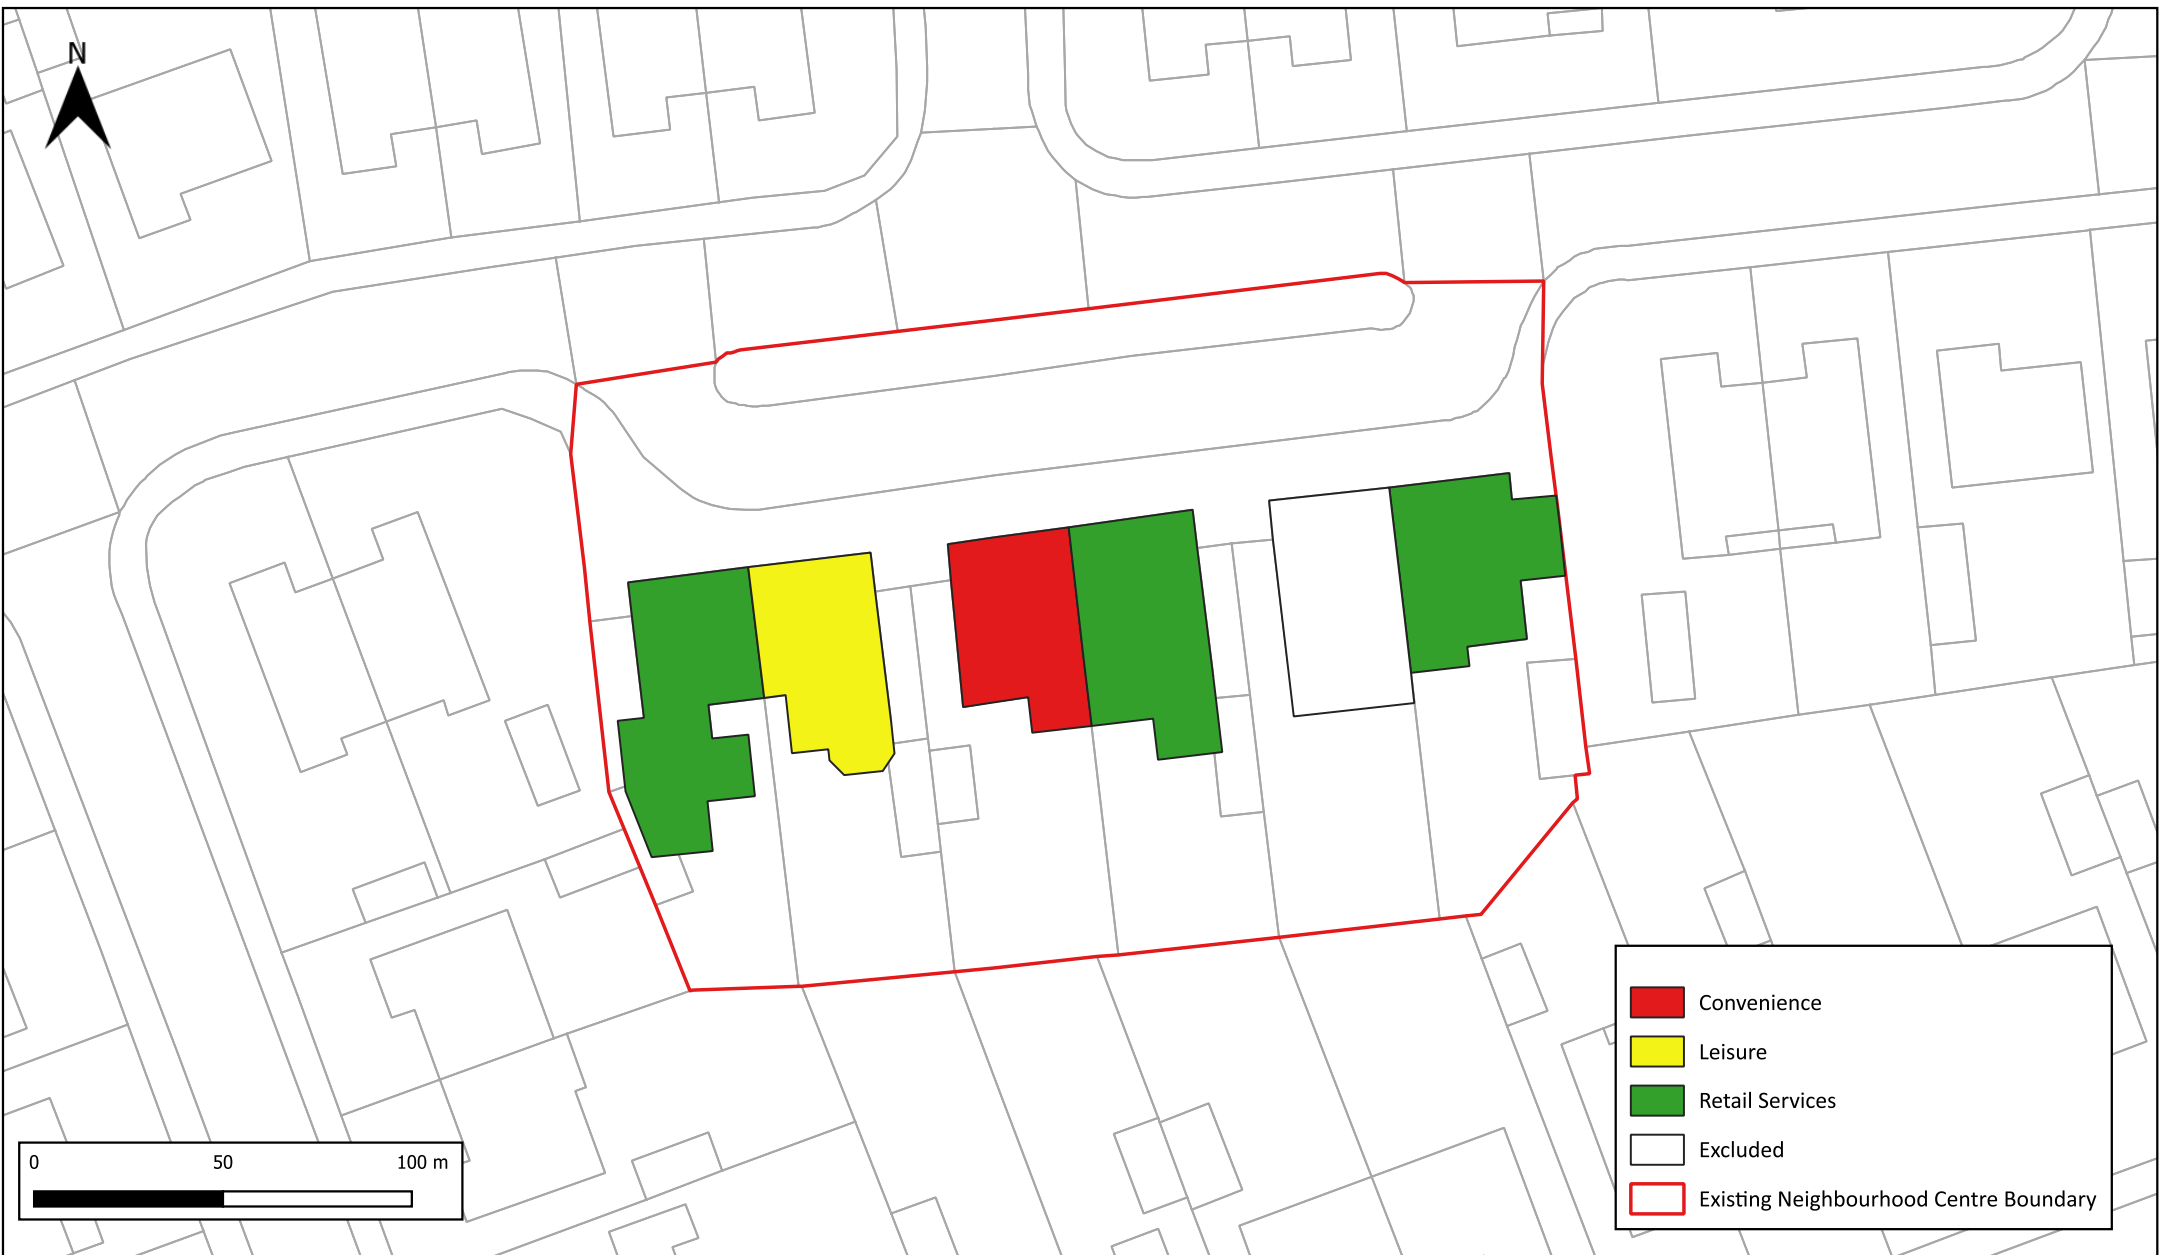 N
Convenience
Leisure
Retail Services
Excluded
Existing Neighbourhood Centre Boundary
0 50 100 m